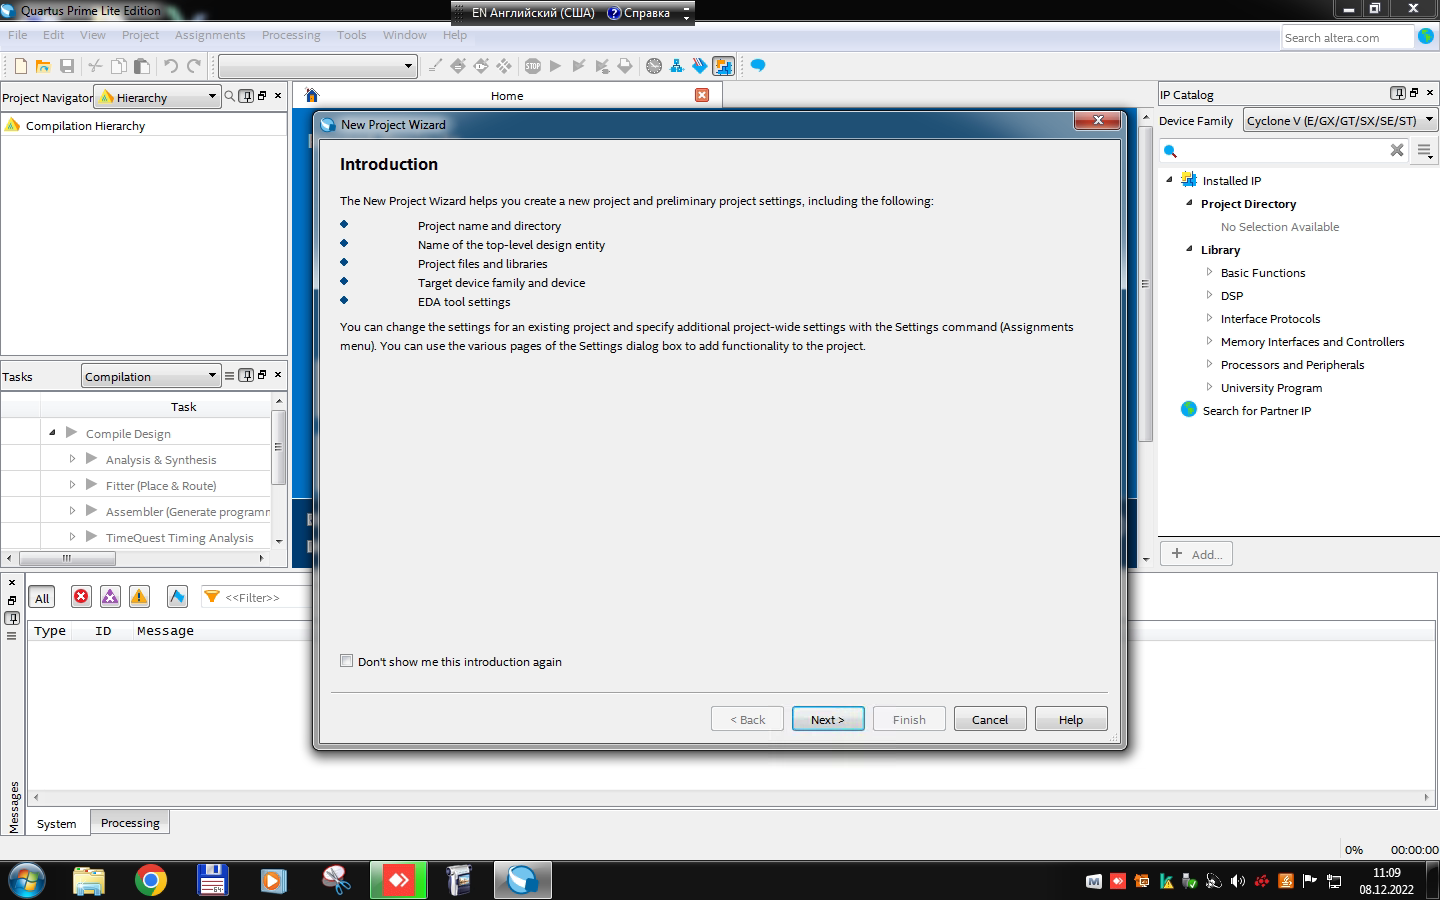 Quartus Prime Lite Edition
EN Английский (США) Справка
File Edit View Project Assignments Processing Tools Window Help
Search altera.com
Project Navigator Hierarchy
Compilation Hierarchy
Home
IP Catalog
Device Family Cyclone V (E/GX/GT/SX/SE/ST)
Installed IP
Project Directory
No Selection Available
Library
Basic Functions
DSP
Interface Protocols
Memory Interfaces and Controllers
Processors and Peripherals
University Program
Search for Partner IP
Add...
New Project Wizard
Introduction
The New Project Wizard helps you create a new project and preliminary project settings, including the following:
Project name and directory
Name of the top-level design entity
Project files and libraries
Target device family and device
EDA tool settings
You can change the settings for an existing project and specify additional project-wide settings with the Settings command (Assignments
menu). You can use the various pages of the Settings dialog box to add functionality to the project.
Don't show me this introduction again
< Back Next > Finish Cancel Help
Tasks Compilation
Task
Compile Design
Analysis & Synthesis
Fitter (Place & Route)
Assembler (Generate programm
TimeQuest Timing Analysis
All <<Filter>>
Type ID Message
Messages
System Processing
0% 00:00:00
STOP
64
11:09
08.12.2022